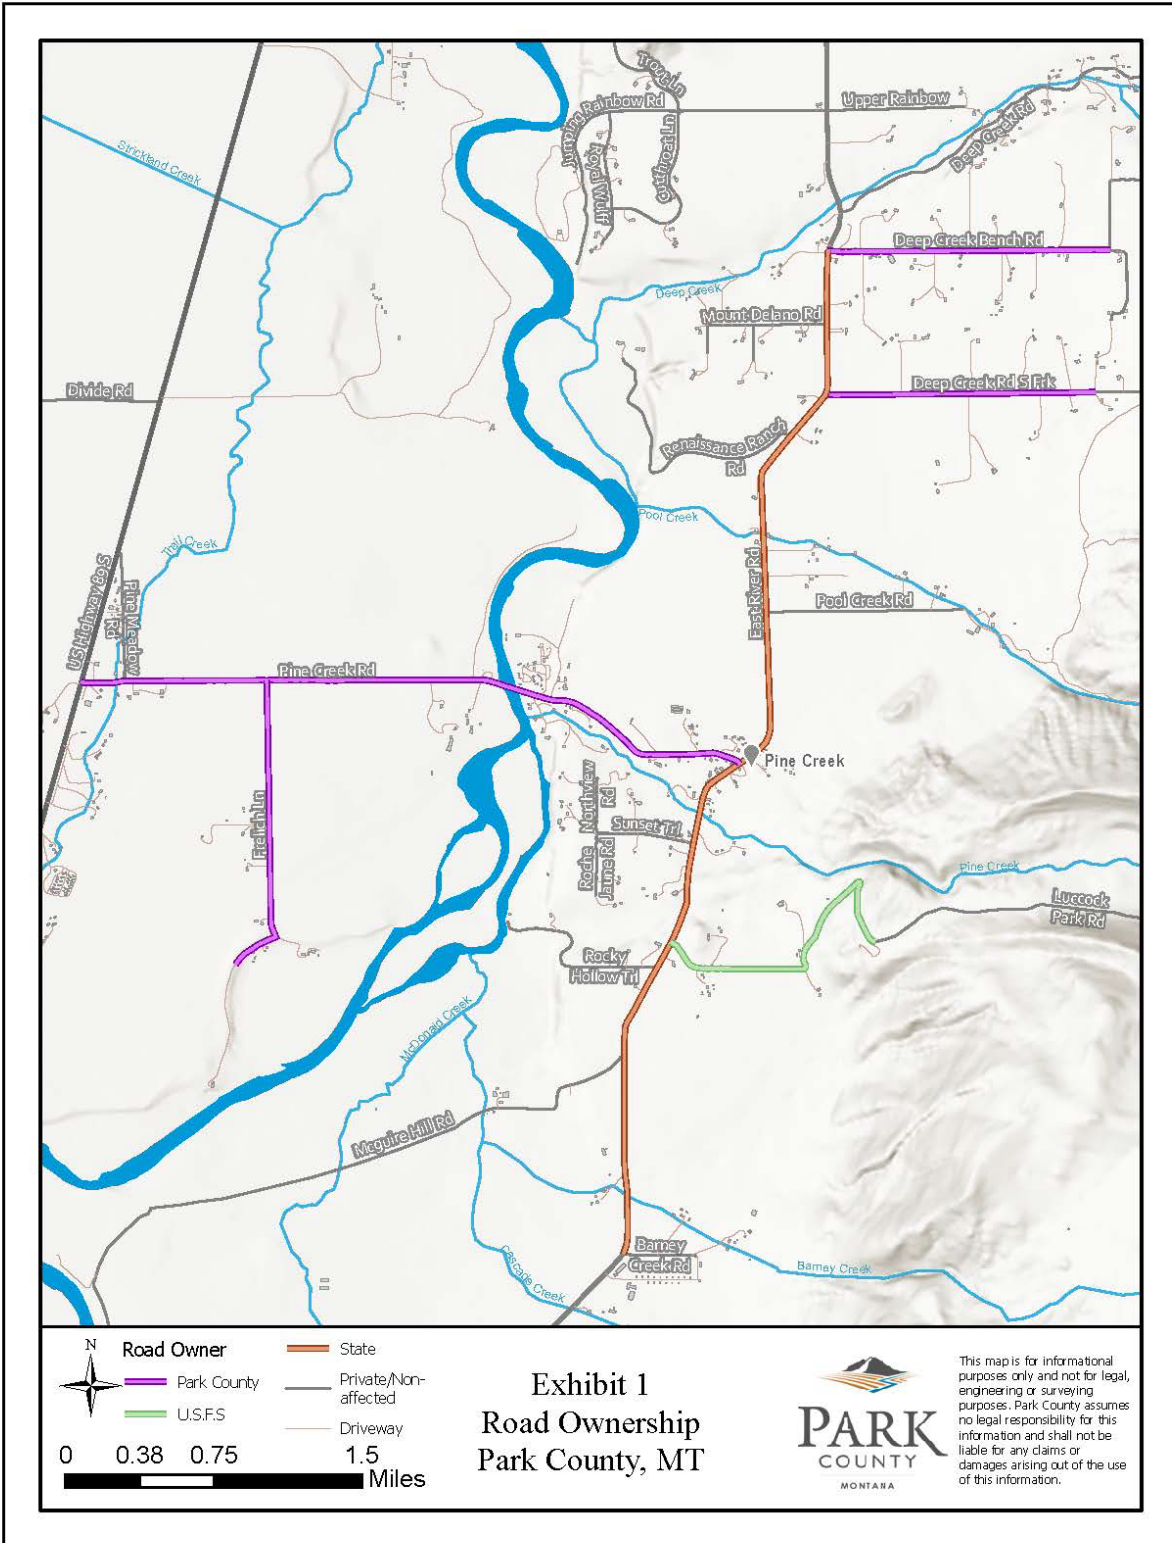 Trout Ln
Jumping Rainbow Rd
Upper Rainbow
Deep Creek Rd
Strickland Creek
Royal Wulff
Cutthroat Ln
Deep Creek Bench Rd
Deep Creek
Mount Delano Rd
Divide Rd
Deep Creek Rd S Frk
Renaissance Ranch
Rd
Pool Creek
Trail Creek
US Highway 89 S
Pine Meadow
Rd
East River Rd
Pool Creek Rd
Pine Creek Rd
Pine Creek
Northview
Rd
Frelich Ln
Sunset Trl
Roche
Jaune Rd
Pine Creek
Luccock
Park Rd
Rocky
Hollow Trl
McDonald Creek
Mcguire Hill Rd
Barney
Creek Rd
Cascade Creek
Barney Creek
N
Road Owner
Park County
U.S.F.S
State
Private/Non-
affected
Driveway
0 0.38 0.75 1.5
Miles
Exhibit 1
Road Ownership
Park County, MT
PARK
COUNTY
MONTANA
This map is for informational
purposes only and not for legal,
engineering or surveying
purposes. Park County assumes
no legal responsibility for this
information and shall not be
liable for any claims or
damages arising out of the use
of this information.